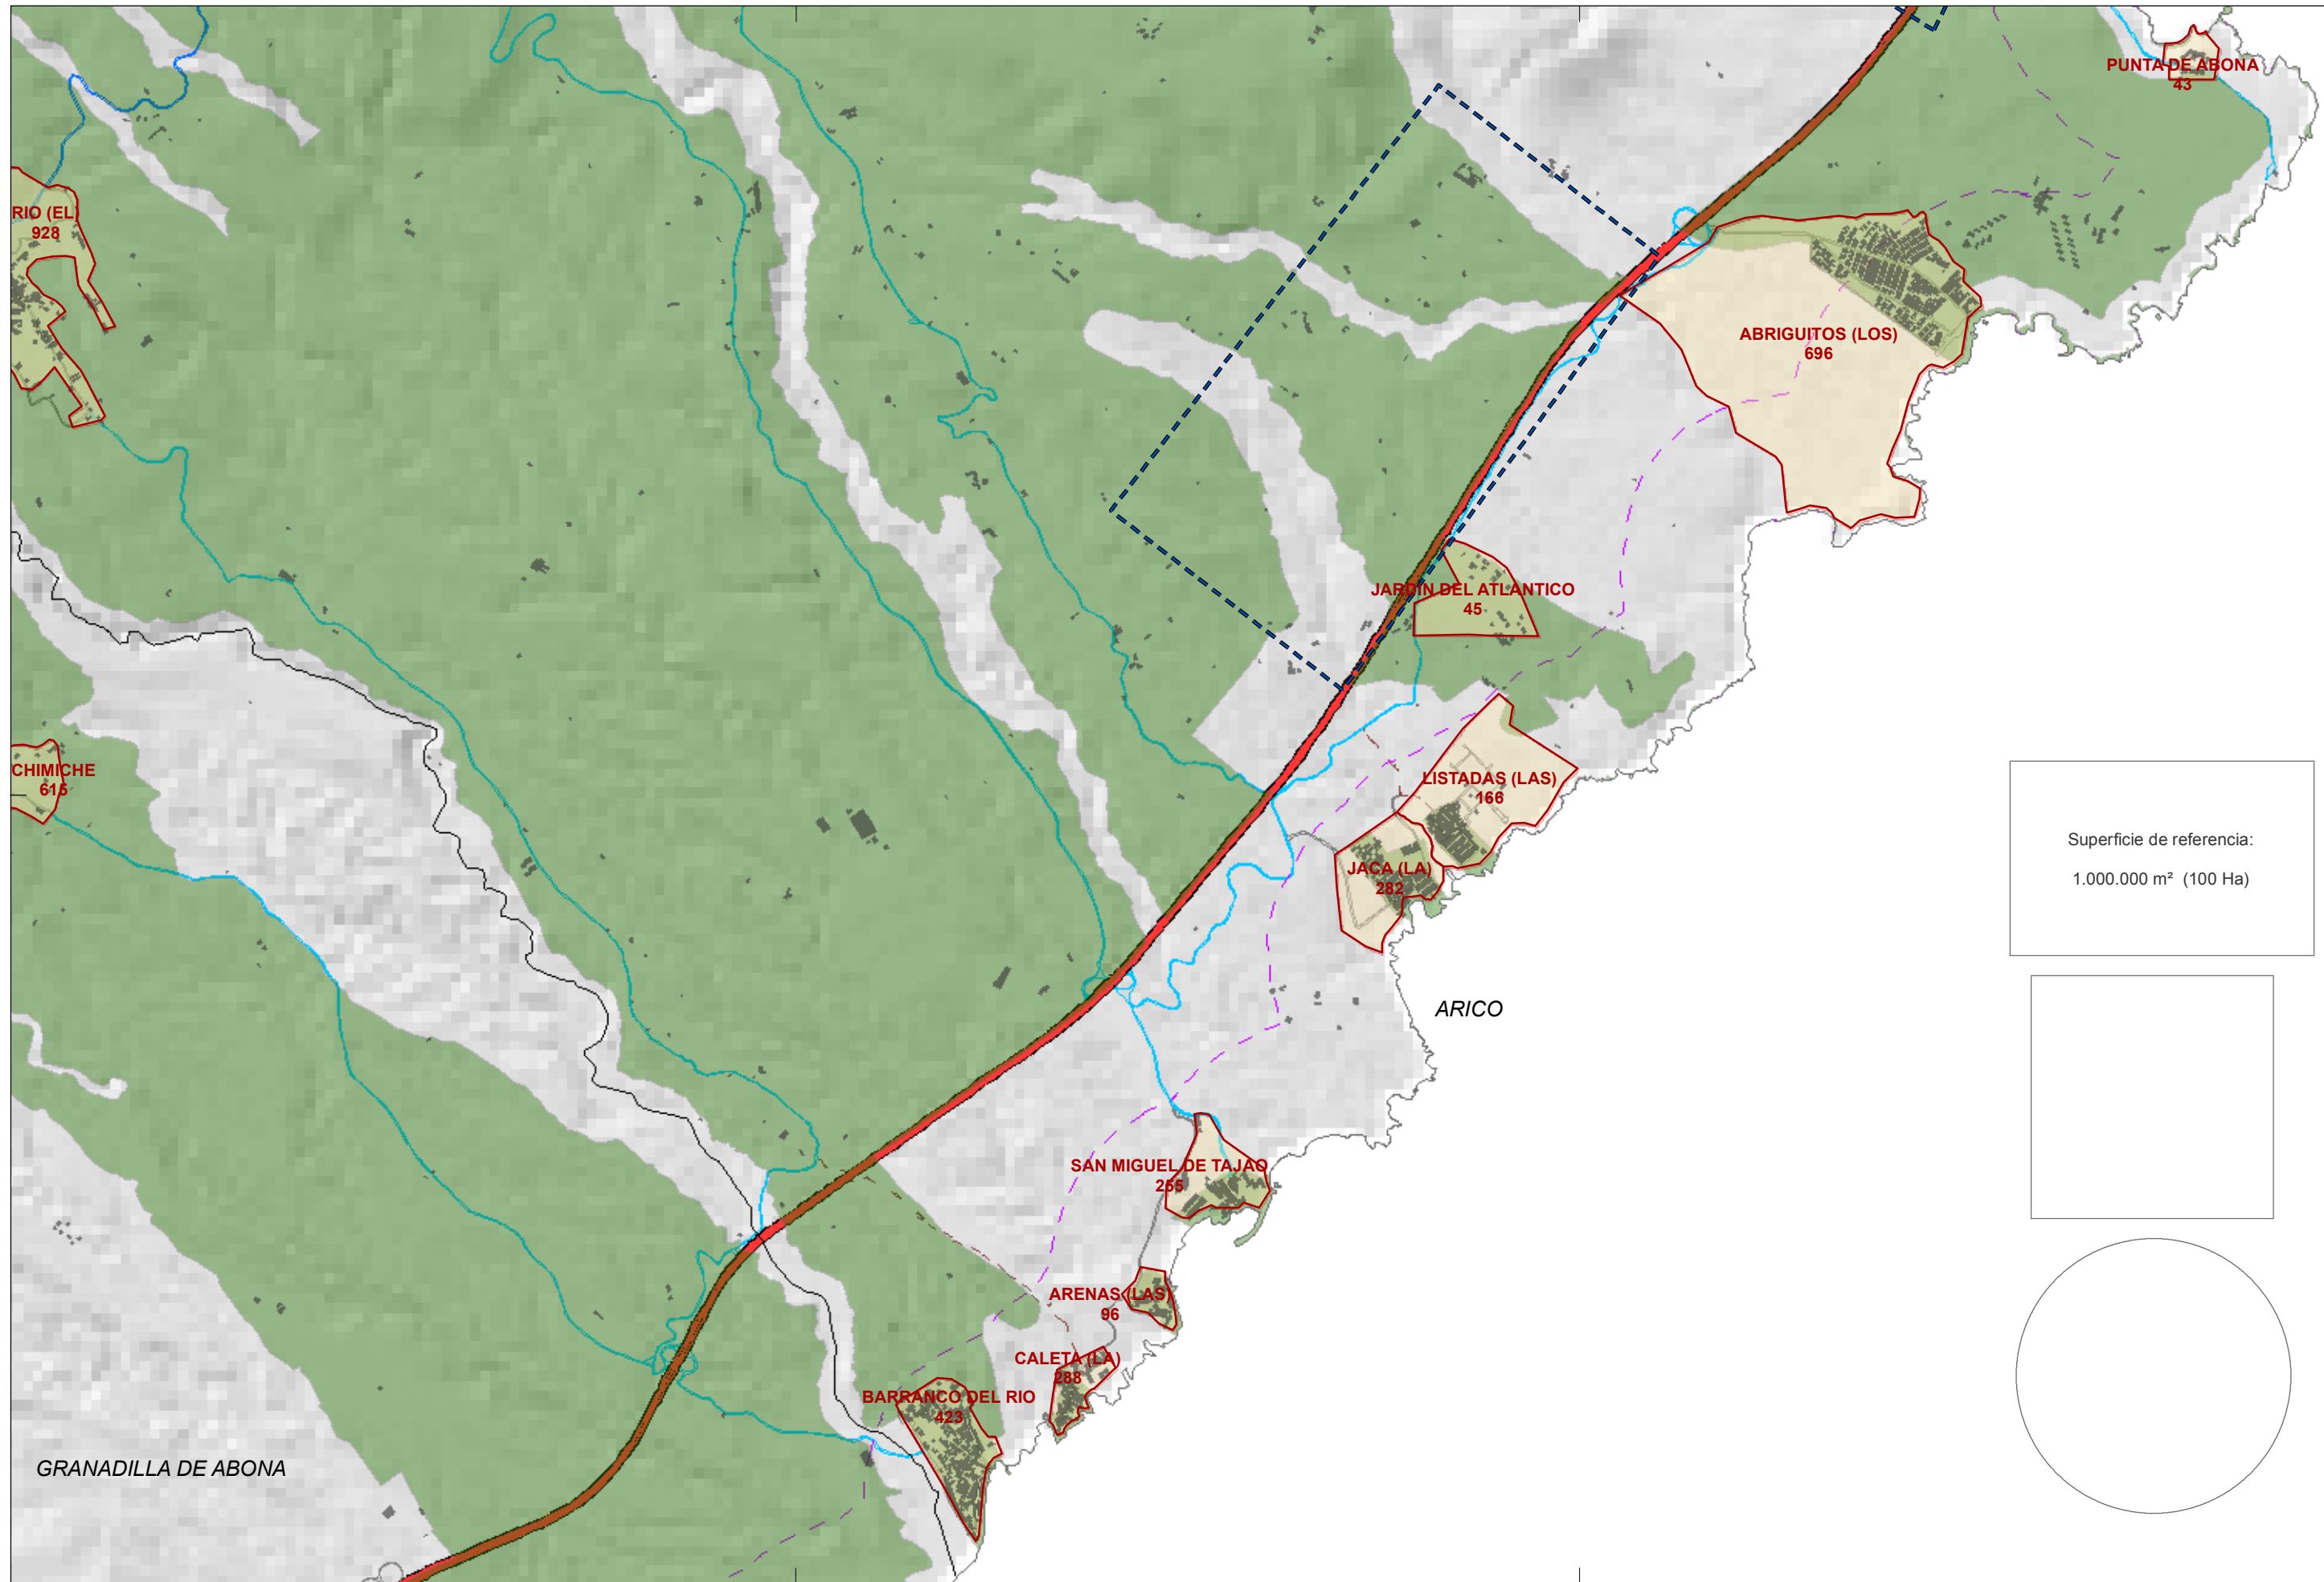 PUNTA DE ABONA
43
RIO (EL)
928
ABRIGUITOS (LOS)
696
JARDIN DEL ATLANTICO
45
CHIMICHE
615
LISTADAS (LAS)
166
JACA (LA)
282
Superficie de referencia:
1.000.000 m² (100 Ha)
ARICO
SAN MIGUEL DE TAJAO
255
ARENAS (LAS)
96
CALETA (LA)
288
BARRANCO DEL RIO
423
GRANADILLA DE ABONA